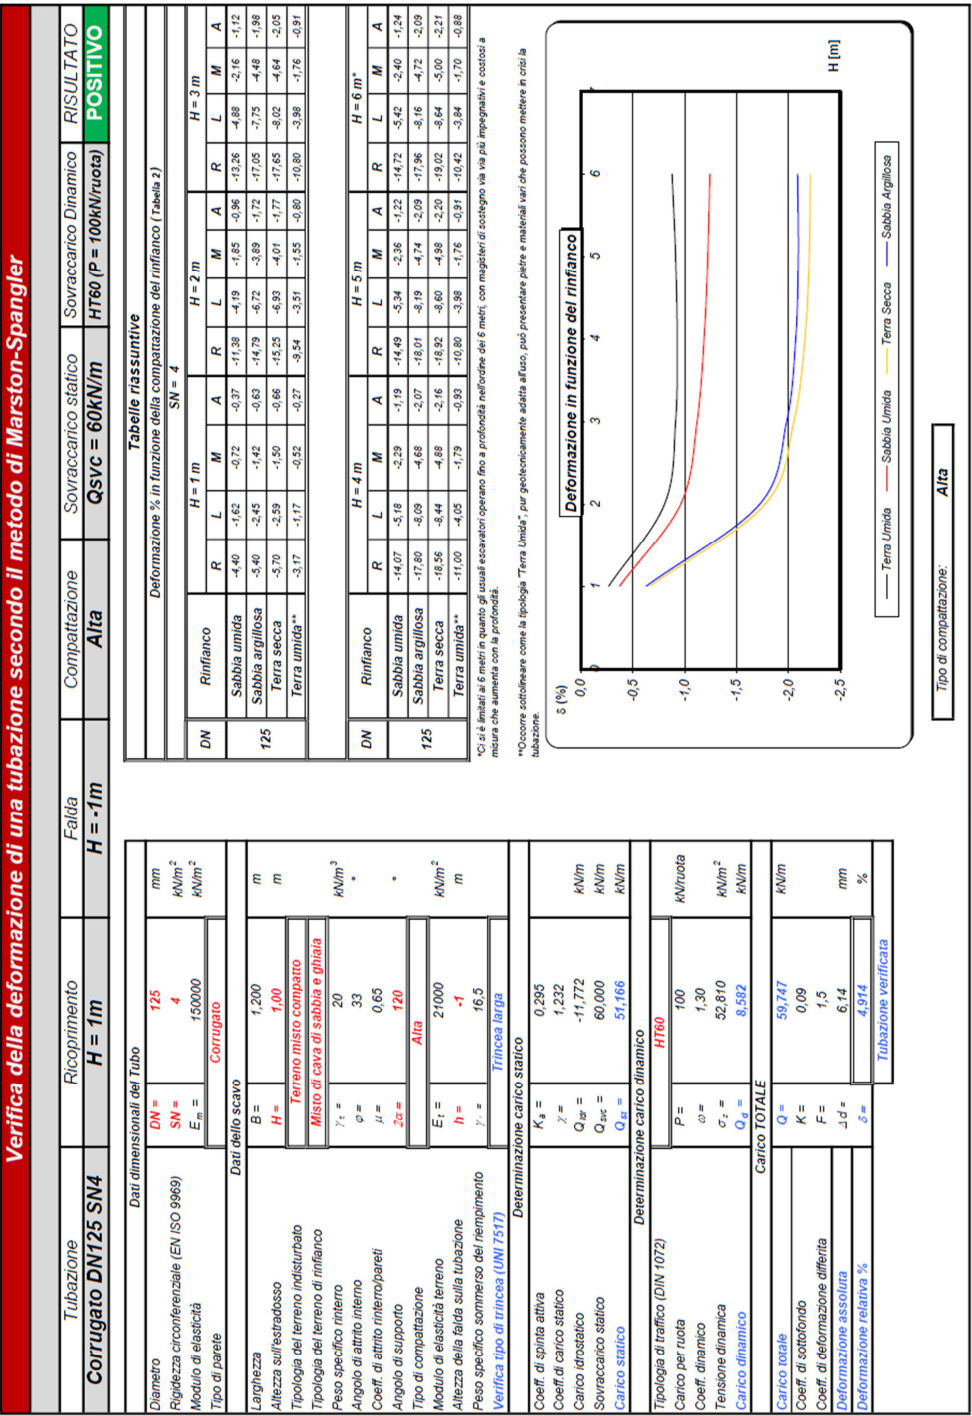 Verifica della deformazione di una tubazione secondo il metodo di Marston-Spangler
Tubazione Ricoprimento Falda Compattazione Sovraccarico statico Sovraccarico Dinamico RISULTATO
Corrugato DN125 SN4 H = 1m H = -1m Alta Qsvc = 60kN/m HT60 (P = 100kN/ruota) POSITIVO
Dati dimensionali del Tubo
Diametro DN = 125 mm
Rigidezza circonferenziale (EN ISO 9969) SN = 4 kN/m²
Modulo di elasticità E m = 150000 kN/m²
Tipo di parete Corrugato
Dati dello scavo
Larghezza B = 1,200 m
Altezza sull'estradosso H = 1,00 m
Tipologia del terreno indisturbato Terreno misto compatto
Tipologia del terreno di rinfianco Misto di cava di sabbia e ghiaia
Peso specifico rinterro γ t = 20 kN/m³
Angolo di attrito interno φ = 33 °
Coeff. di attrito rinterro/pareti μ = 0,65
Angolo di supporto 2α = 120 °
Tipo di compattazione Alta
Modulo di elasticità terreno E t = 21000 kN/m²
Altezza della falda sulla tubazione h = -1 m
Peso specifico sommerso del riempimento γ ' = 16,5
Verifica tipo di trincea (UNI 7517) Trincea larga
Determinazione carico statico
Coeff. di spinta attiva K a = 0,295
Coeff. di carico statico χ = 1,232
Carico idrostatico Q idr = -11,772 kN/m
Sovraccarico statico Q svc = 60,000 kN/m
Carico statico Q st = 51,166 kN/m
Determinazione carico dinamico
Tipologia di traffico (DIN 1072) HT60
Carico per ruota P = 100 kN/ruota
Coeff. dinamico ω = 1,30
Tensione dinamica σ z = 52,810 kN/m²
Carico dinamico Q d = 8,582 kN/m
Carico TOTALE
Carico totale Q = 59,747 kN/m
Coeff. di sottofondo K = 0,09
Coeff. di deformazione differita F = 1,5
Deformazione assoluta Δ d = 6,14 mm
Deformazione relativa % δ = 4,914 %
Tubazione verificata
Tabelle riassuntive
Deformazione % in funzione della compattazione del rinfianco (Tabella 2)
SN = 4
DN Rinfianco H = 1 m H = 2 m H = 3 m
R L M A R L M A R L M A
125
Sabbia umida -4,40 -1,62 -0,72 -0,37 -11,38 -4,19 -1,85 -0,96 -13,26 -4,88 -2,16 -1,12
Sabbia argillosa -5,40 -2,45 -1,42 -0,63 -14,79 -6,72 -3,89 -1,72 -17,05 -7,75 -4,48 -1,98
Terra secca -5,70 -2,59 -1,50 -0,66 -15,25 -6,93 -4,01 -1,77 -17,65 -8,02 -4,64 -2,05
Terra umida** -3,17 -1,17 -0,52 -0,27 -9,54 -3,51 -1,55 -0,80 -10,80 -3,98 -1,76 -0,91
DN Rinfianco H = 4 m H = 5 m H = 6 m*
R L M A R L M A R L M A
125
Sabbia umida -14,07 -5,18 -2,29 -1,19 -14,49 -5,34 -2,36 -1,22 -14,72 -5,42 -2,40 -1,24
Sabbia argillosa -17,80 -8,09 -4,68 -2,07 -18,01 -8,19 -4,74 -2,09 -17,96 -8,16 -4,72 -2,09
Terra secca -18,56 -8,44 -4,88 -2,16 -18,92 -8,60 -4,98 -2,20 -19,02 -8,64 -5,00 -2,21
Terra umida** -11,00 -4,05 -1,79 -0,93 -10,80 -3,98 -1,76 -0,91 -10,42 -3,84 -1,70 -0,88
*Ci si è limitati ai 6 metri in quanto gli usuali escavatori operano fino a profondità nell'ordine dei 6 metri, con magisteri di sostegno via via più impegnativi e costosi a
misura che aumenta con la profondità.
**Occorre sottolineare come la tipologia "Terra Umida", pur geotecnicamente adatta all'uso, può presentare pietre e materiali vari che possono mettere in crisi la
tubazione.
Deformazione del rinfianco in funzione
δ (%)
0 1 2 3 4 5 6
H [m]
0,0
-0,5
-1,0
-1,5
-2,0
-2,5
Terra Umida Sabbia Umida Terra Secca Sabbia Argillosa
Tipo di compattazione: Alta